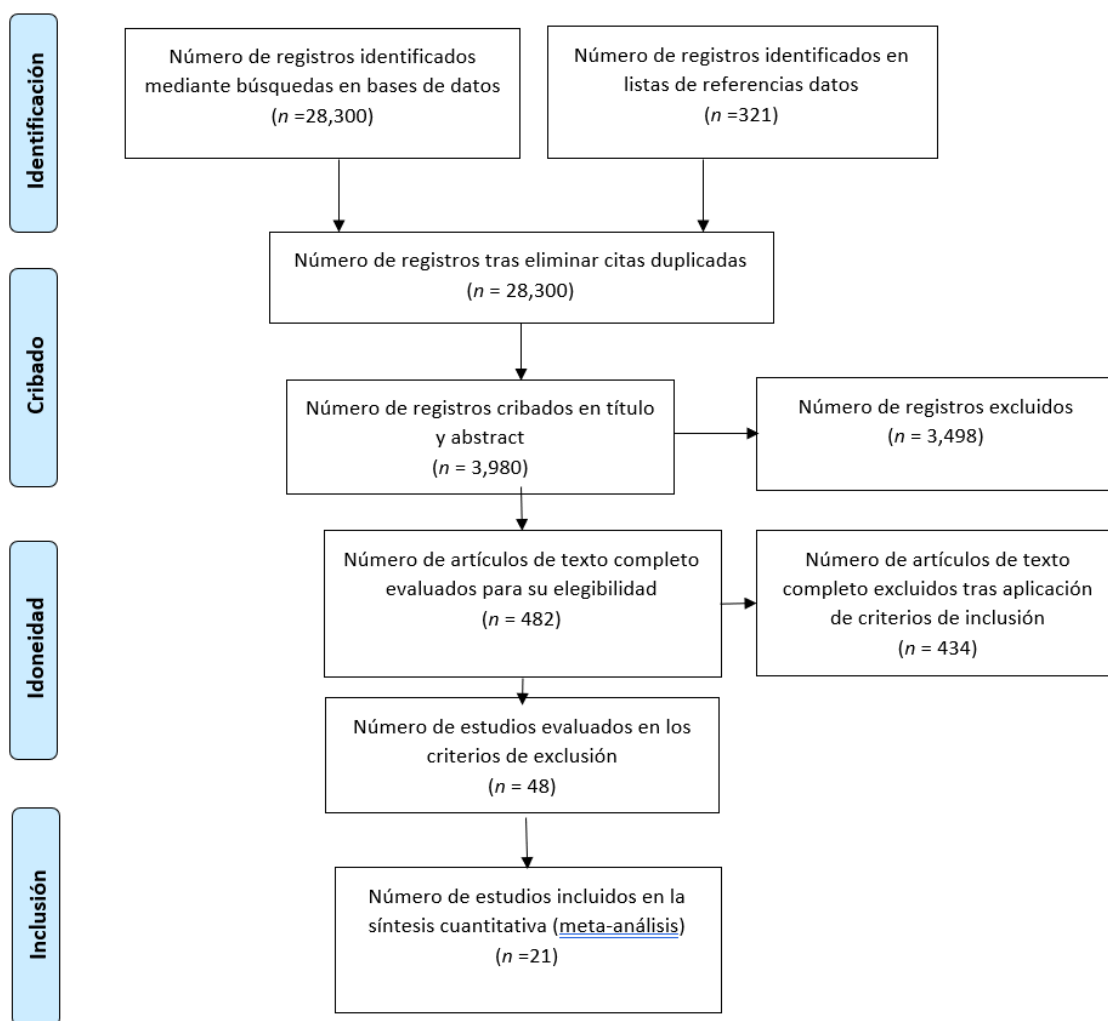 Identificación
Número de registros identificados
mediante búsquedas en bases de datos
(n =28,300)
Número de registros identificados en
listas de referencias datos
(n =321)
Número de registros tras eliminar citas duplicadas
(n = 28,300)
Cribado
Número de registros cribados en título
y abstract
(n = 3,980)
Número de registros excluidos
(n = 3,498)
Idoneidad
Número de artículos de texto completo
evaluados para su elegibilidad
(n = 482)
Número de artículos de texto
completo excluidos tras aplicación
de criterios de inclusión
(n = 434)
Número de estudios evaluados en los
criterios de exclusión
(n = 48)
Inclusión
Número de estudios incluidos en la
síntesis cuantitativa (meta-análisis)
(n =21)